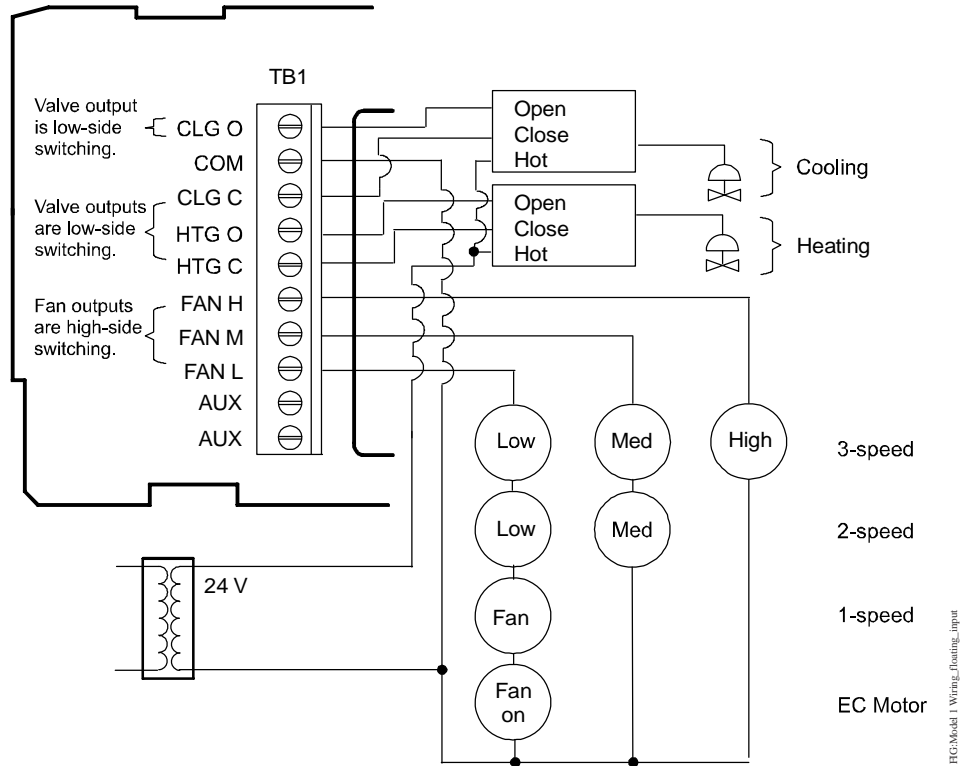 TB1
Valve output
is low-side
switching.
CLG O
COM
CLG C
Valve outputs
are low-side
switching.
HTG O
HTG C
Fan outputs
are high-side
switching.
FAN H
FAN M
FAN L
AUX
AUX
Open
Close
Hot
Cooling
Open
Close
Hot
Heating
Low
Med
High
3-speed
Low
Med
2-speed
Fan
1-speed
Fan
on
EC Motor
24 V
FIG:Model 1 Wiring_floating_input